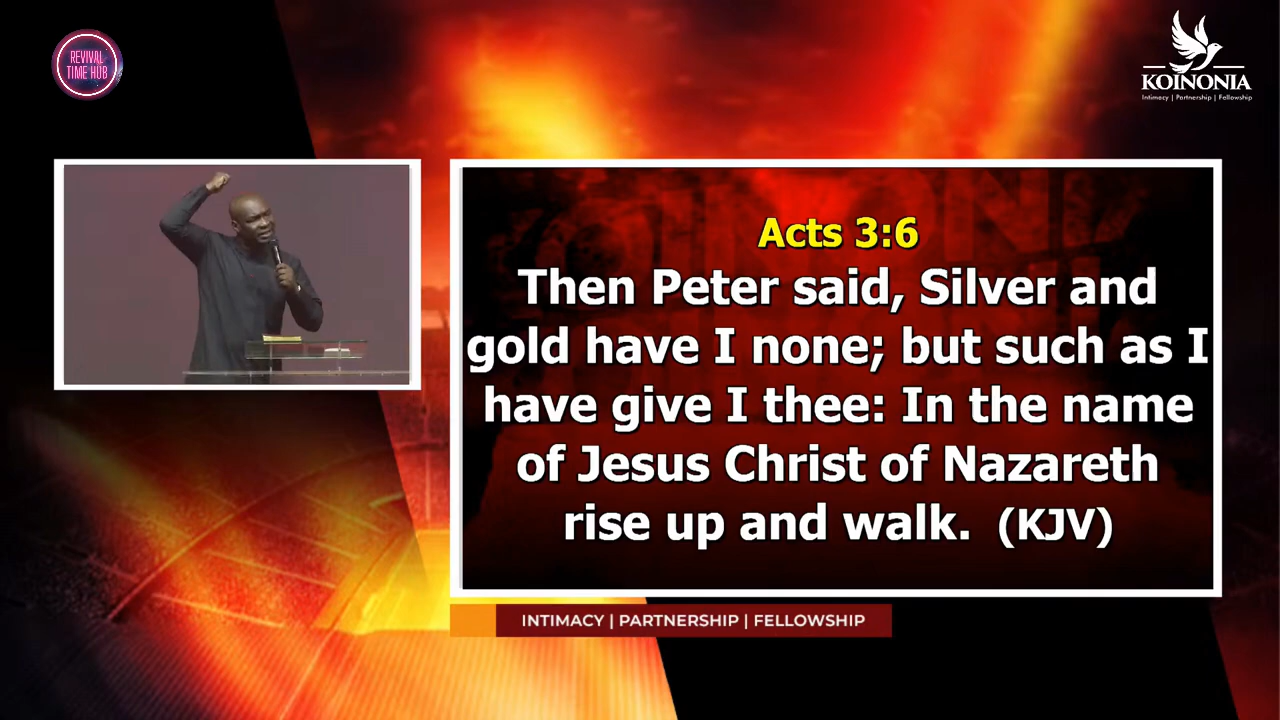 REVIVAL
TIME HUB
KOINONIA
Intimacy | Partnership | Fellowship
Acts 3:6
Then Peter said, Silver and
gold have I none; but such as I
have give I thee: In the name
of Jesus Christ of Nazareth
rise up and walk. (KJV)
INTIMACY | PARTNERSHIP | FELLOWSHIP